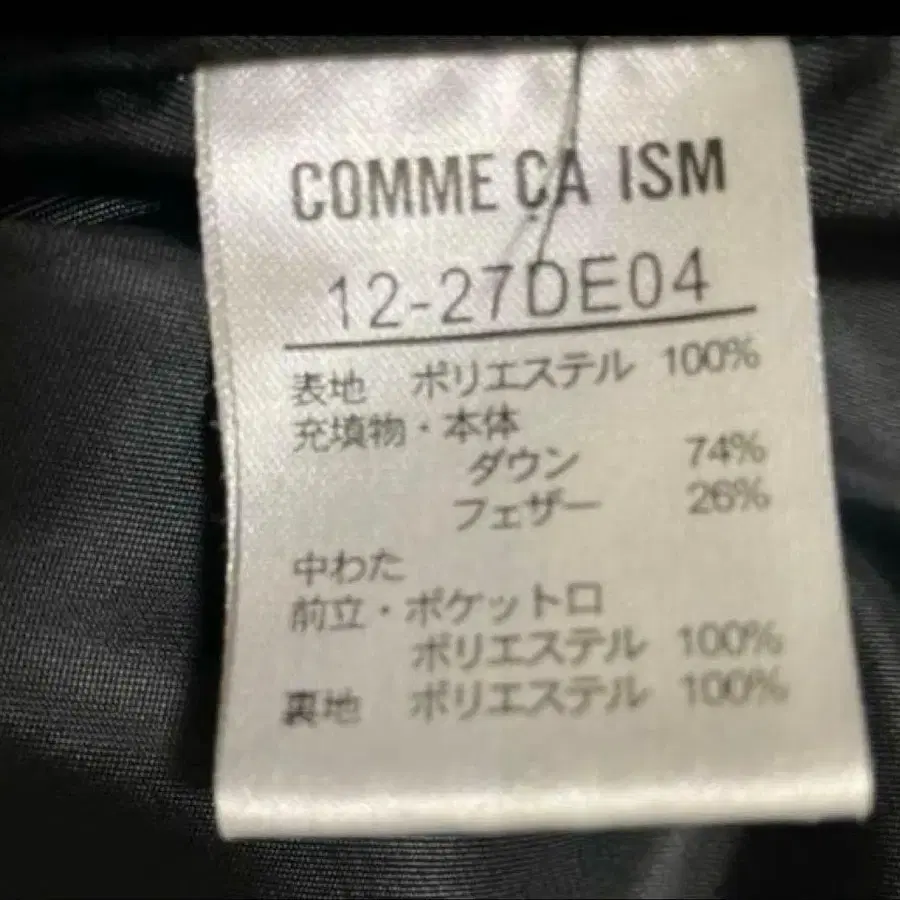 COMME ÇA ISM
12-27DE04
表地 ポリエステル 100%
充填物・本体
ダウン 74%
フェザー 26%
中わた
前立・ポケット口
ポリエステル 100%
裏地 ポリエステル 100%